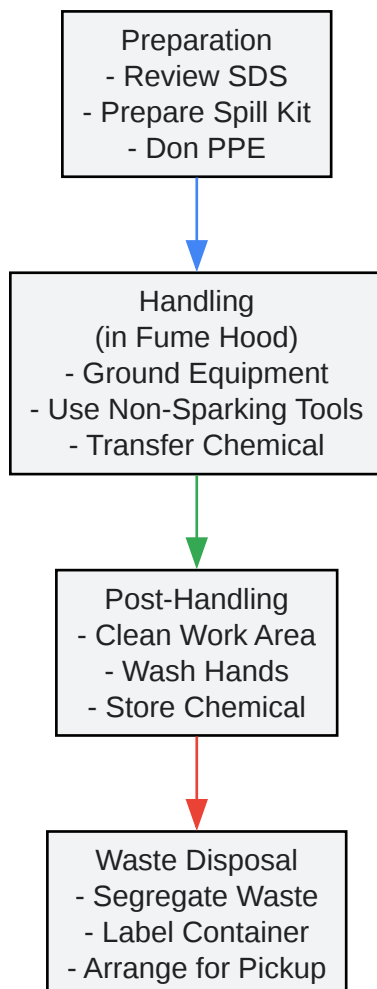 Preparation
- Review SDS
- Prepare Spill Kit
- Don PPE
Handling
(in Fume Hood)
- Ground Equipment
- Use Non-Sparking Tools
- Transfer Chemical
Post-Handling
- Clean Work Area
- Wash Hands
- Store Chemical
Waste Disposal
- Segregate Waste
- Label Container
- Arrange for Pickup